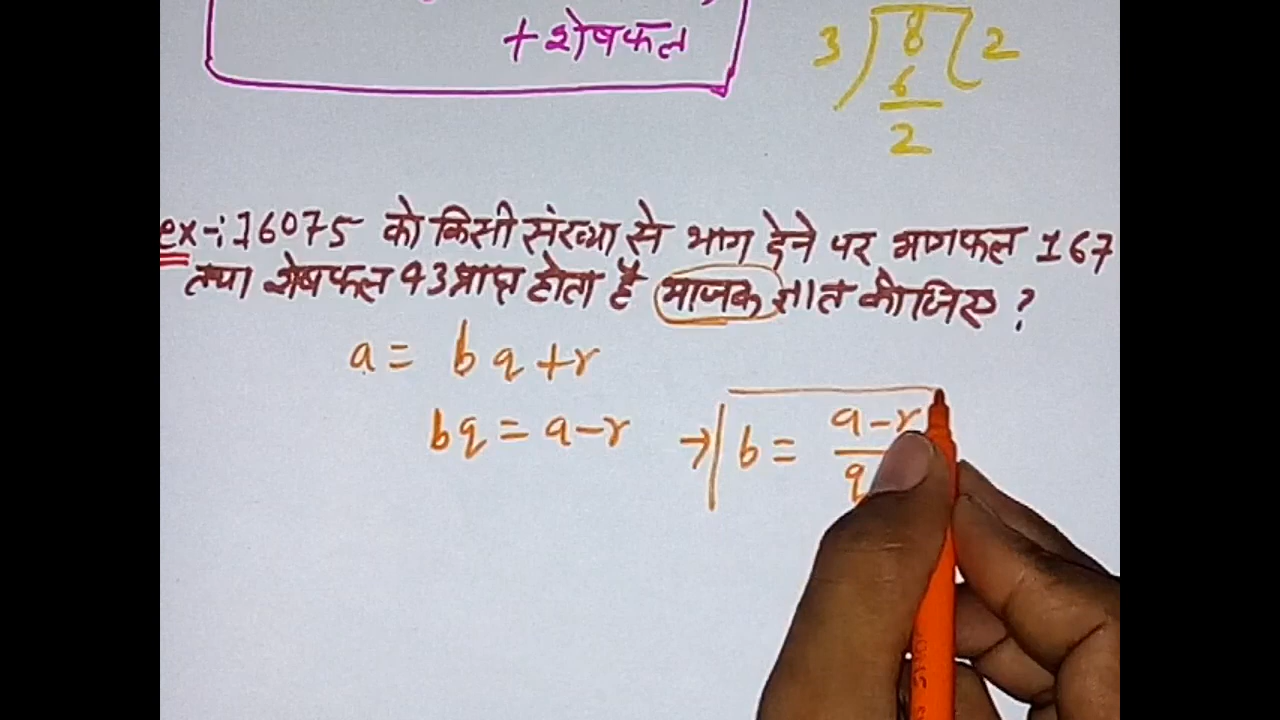 + शेषफल
3 ) 8 ( 2
6
2
ex-: 16075 को किसी संख्या से भाग देने पर भागफल 167
तथा शेषफल 43 प्राप्त होता है भाजक ज्ञात कीजिए ?
a = bq + r
bq = a - r → b = a - r
q